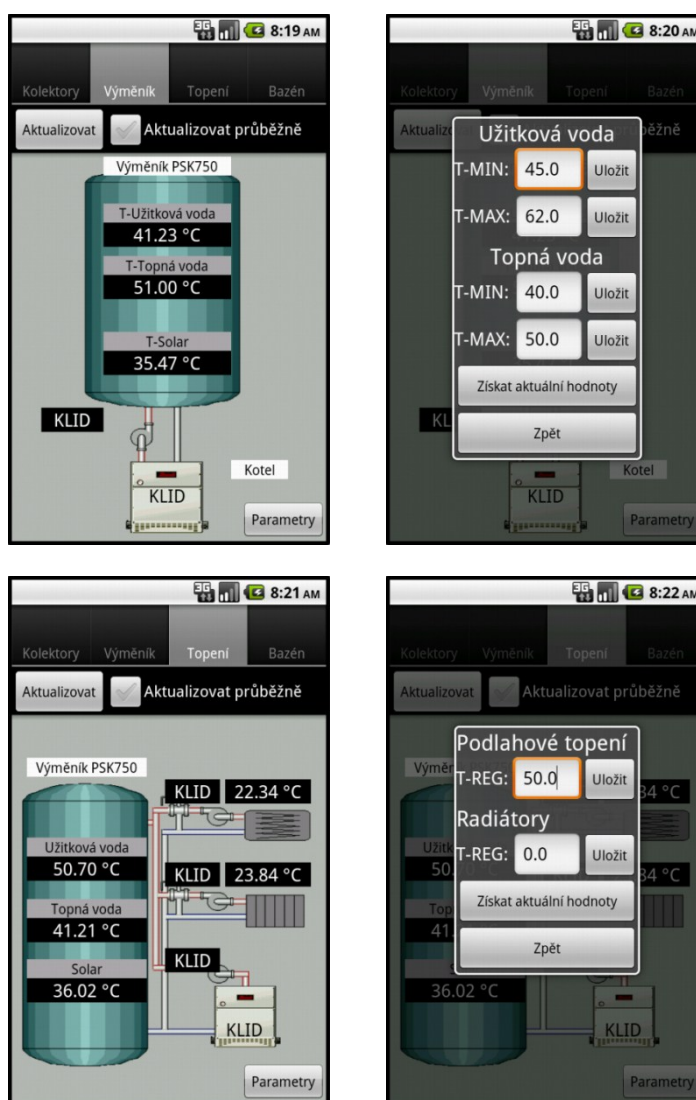 3G 8:19 AM
Kolektory Výměník Topení Bazén
Aktualizovat Aktualizovat průběžně
Výměník PSK750
T-Užitková voda
41.23 °C
T-Topná voda
51.00 °C
T-Solar
35.47 °C
KLID
Kotel
KLID
Parametry
3G 8:20 AM
Kolektory Výměník Topení Bazén
Užitková voda
T-MIN: 45.0 Uložit
T-MAX: 62.0 Uložit
Topná voda
T-MIN: 40.0 Uložit
T-MAX: 50.0 Uložit
Získat aktuální hodnoty
Zpět
Kotel
KLID
Parametry
3G 8:21 AM
Kolektory Výměník Topení Bazén
Aktualizovat Aktualizovat průběžně
Výměník PSK750
KLID 22.34 °C
Užitková voda
50.70 °C
KLID 23.84 °C
Topná voda
41.21 °C
Solar
36.02 °C
KLID
KLID
Parametry
3G 8:22 AM
Kolektory Výměník Topení Bazén
Aktualizovat Aktualizovat průběžně
Podlahové topení
T-REG: 50.0 Uložit
Radiátory
T-REG: 0.0 Uložit
Získat aktuální hodnoty
Zpět
36.02 °C
KLID
Parametry